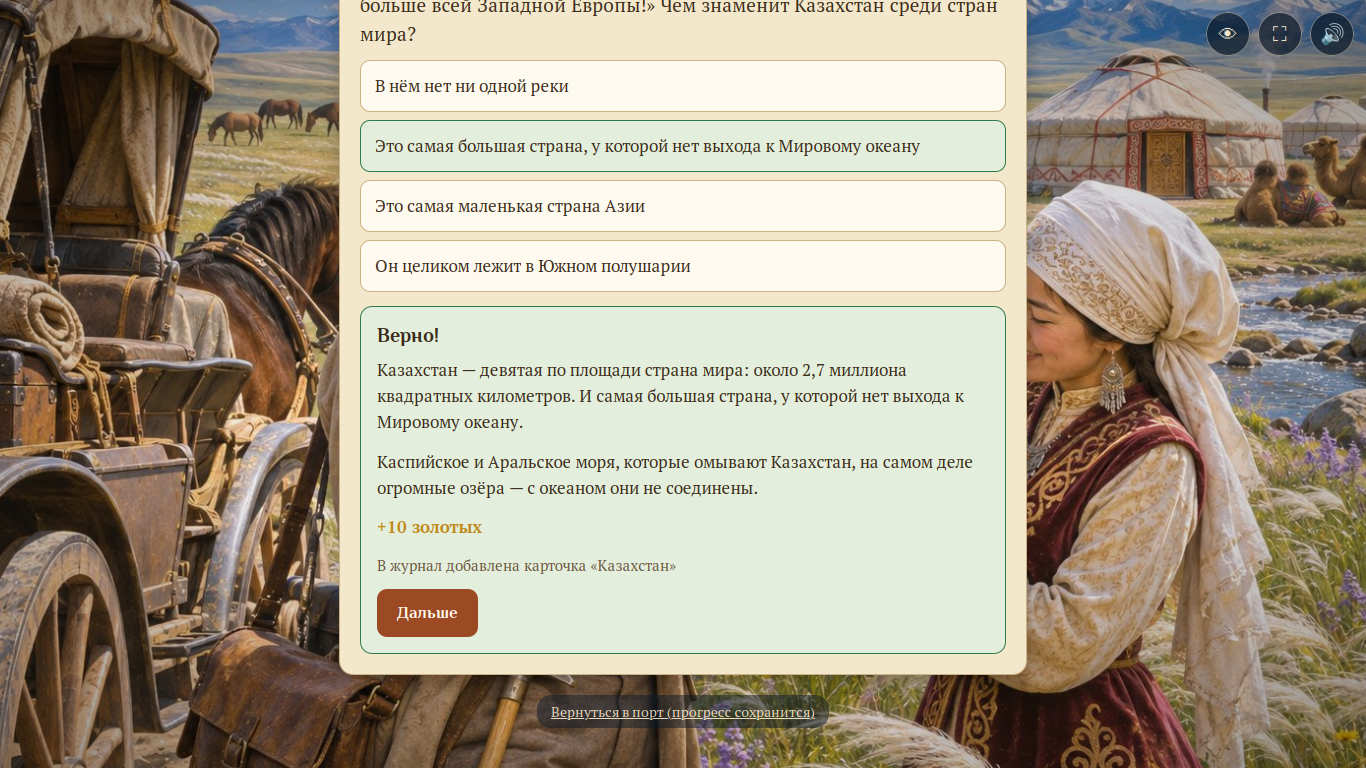 больше всей Западной Европы!» Чем знаменит Казахстан среди стран
мира?
В нём нет ни одной реки
Это самая большая страна, у которой нет выхода к Мировому океану
Это самая маленькая страна Азии
Он целиком лежит в Южном полушарии
Верно!
Казахстан — девятая по площади страна мира: около 2,7 миллиона
квадратных километров. И самая большая страна, у которой нет выхода к
Мировому океану.
Каспийское и Аральское моря, которые омывают Казахстан, на самом деле
огромные озёра — с океаном они не соединены.
+10 золотых
В журнал добавлена карточка «Казахстан»
Дальше
Вернуться в порт (прогресс сохранится)